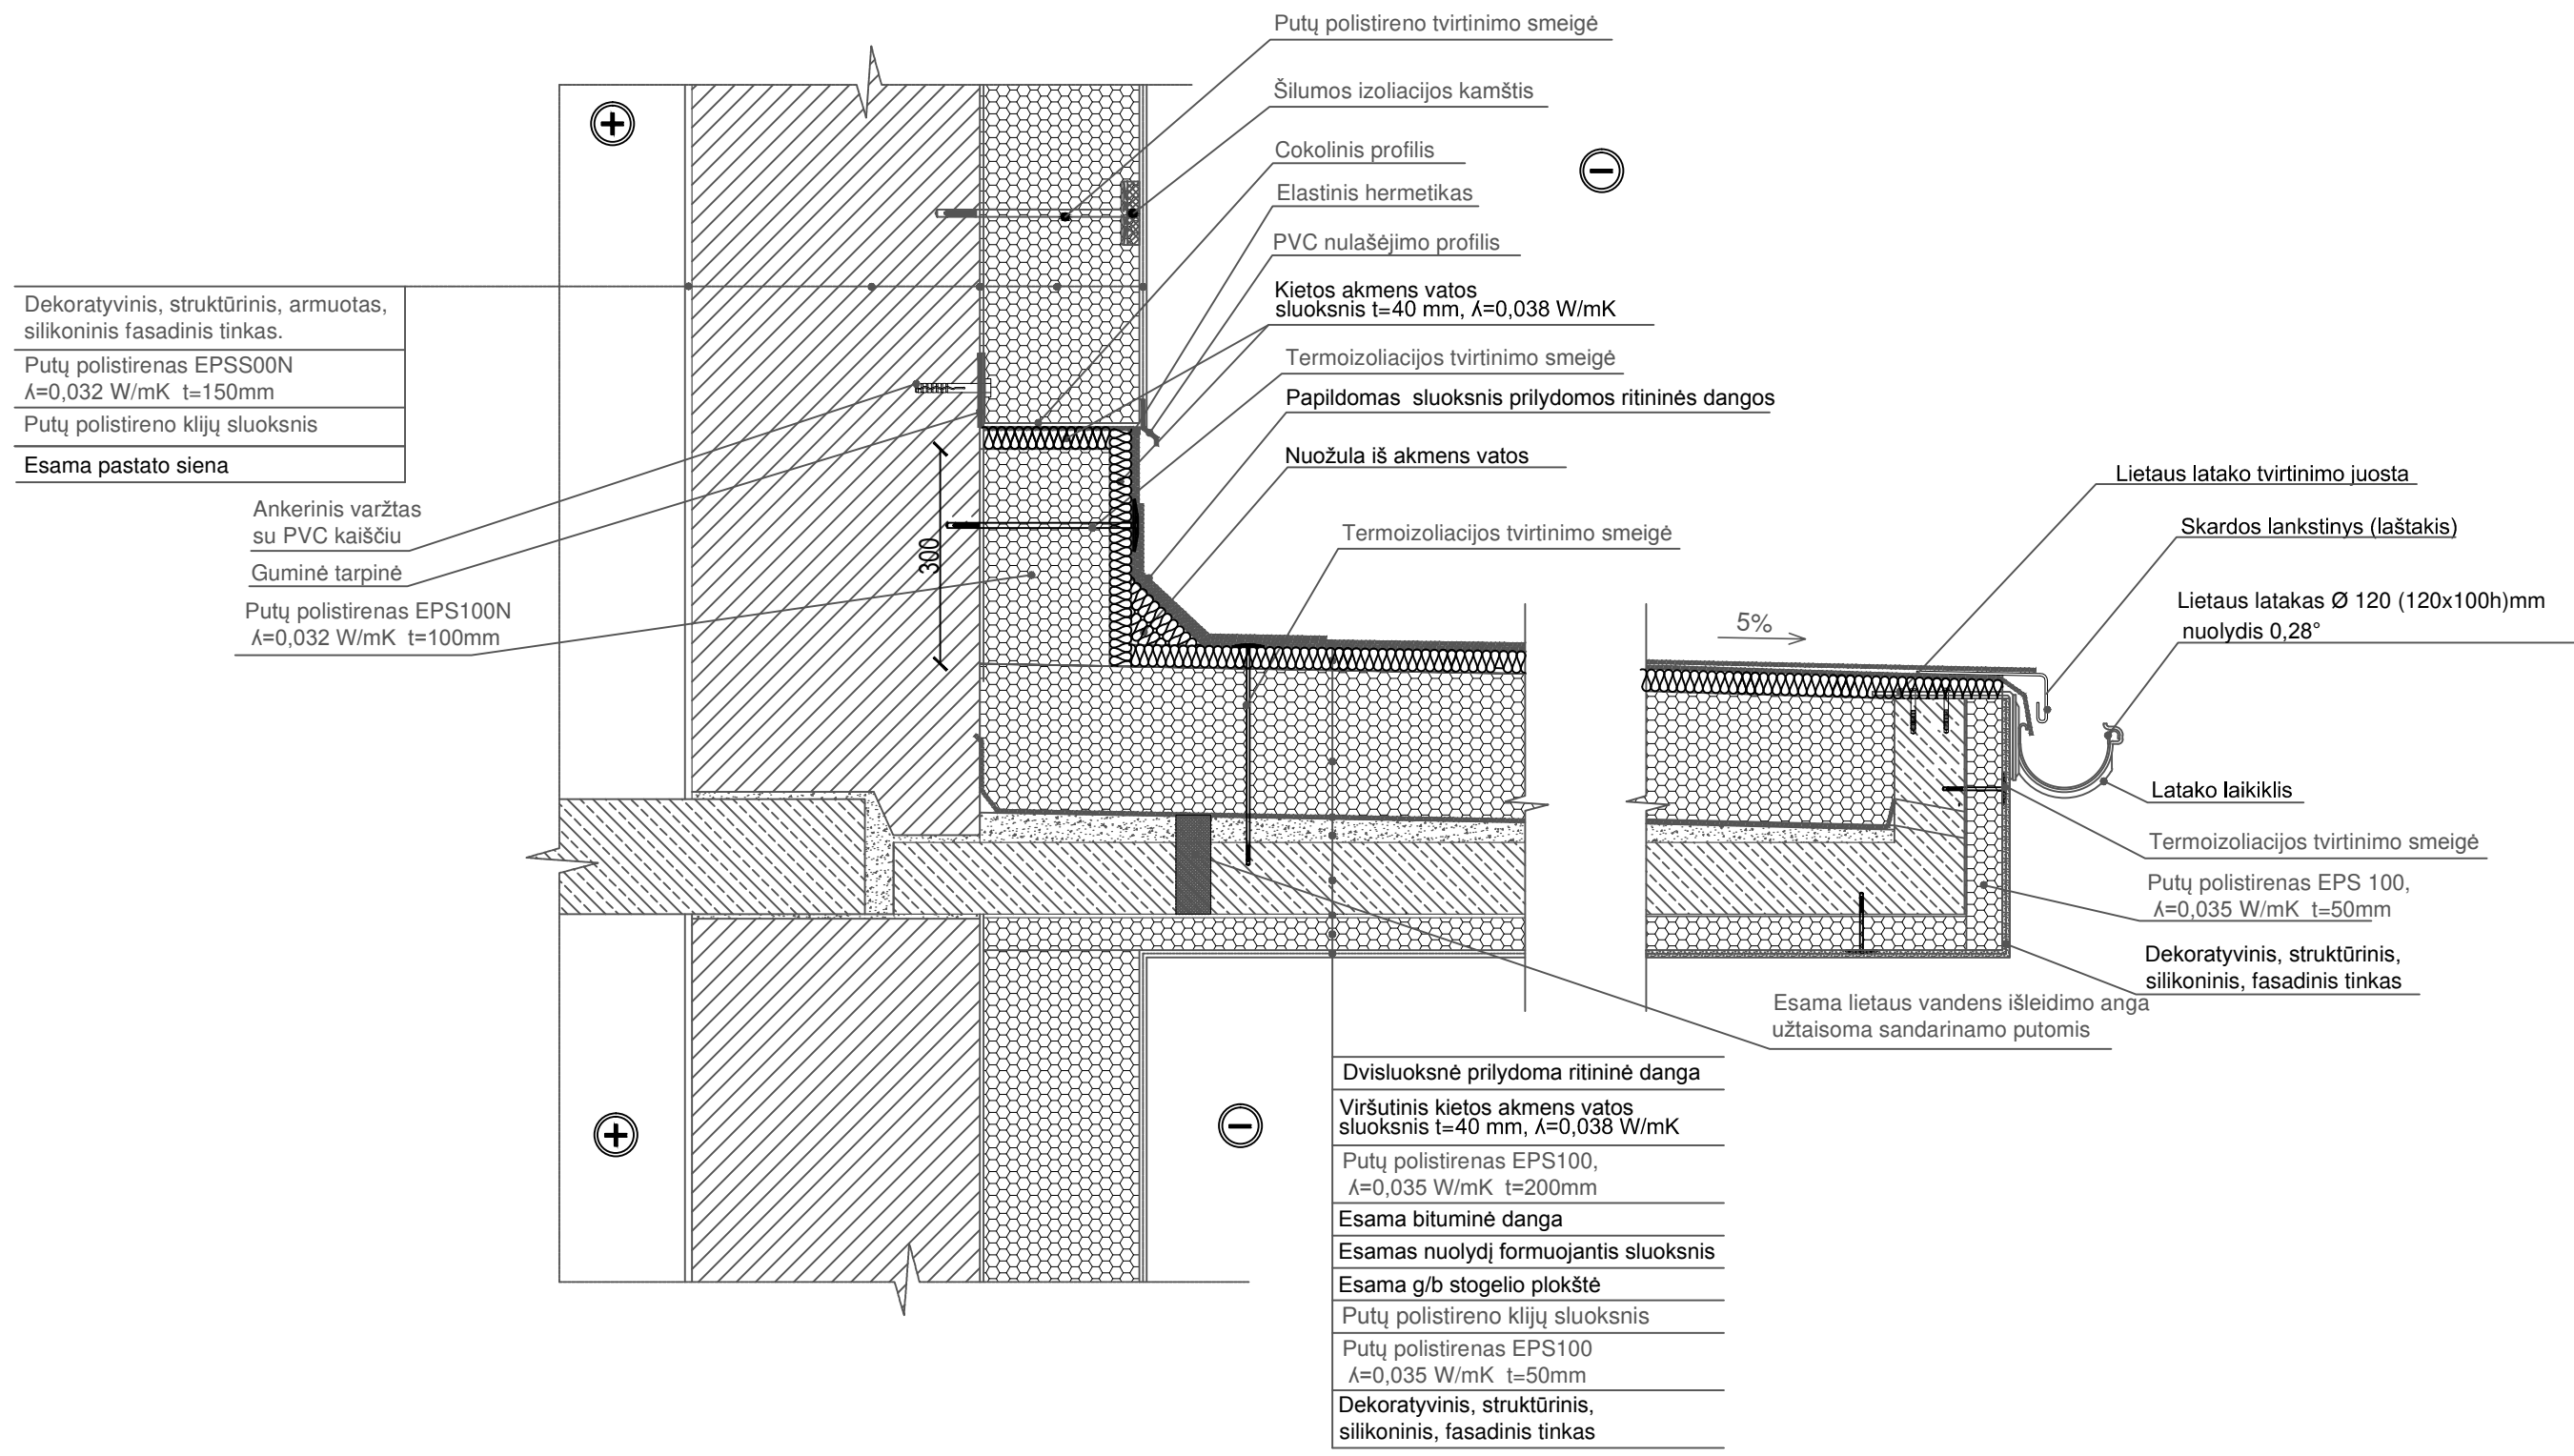 Putų polistireno tvirtinimo smeigė
Šilumos izoliacijos kamštis
Cokolinis profilis
Elastinis hermetikas
PVC nulašėjimo profilis
Kietos akmens vatos
sluoksnis t=40 mm, ʎ=0,038 W/mK
Termoizoliacijos tvirtinimo smeigė
Papildomas sluoksnis prilydomos ritininės dangos
Nuožula iš akmens vatos
Termoizoliacijos tvirtinimo smeigė
Dekoratyvinis, struktūrinis, armuotas,
silikoninis fasadinis tinkas.
Putų polistirenas EPSS00N
ʎ=0,032 W/mK t=150mm
Putų polistireno klijų sluoksnis
Esama pastato siena
Ankerinis varžtas
su PVC kaiščiu
Guminė tarpinė
Putų polistirenas EPS100N
ʎ=0,032 W/mK t=100mm
300
5%
Lietaus latako tvirtinimo juosta
Skardos lankstinys (laštakis)
Lietaus latakas Ø 120 (120x100h)mm
nuolydis 0,28°
Latako laikiklis
Termoizoliacijos tvirtinimo smeigė
Putų polistirenas EPS 100,
ʎ=0,035 W/mK t=50mm
Dekoratyvinis, struktūrinis,
silikoninis, fasadinis tinkas
Esama lietaus vandens išleidimo anga
užtaisoma sandarinamo putomis
Dvisluoksnė prilydoma ritininė danga
Viršutinis kietos akmens vatos
sluoksnis t=40 mm, ʎ=0,038 W/mK
Putų polistirenas EPS100,
ʎ=0,035 W/mK t=200mm
Esama bituminė danga
Esamas nuolydį formuojantis sluoksnis
Esama g/b stogelio plokštė
Putų polistireno klijų sluoksnis
Putų polistirenas EPS100
ʎ=0,035 W/mK t=50mm
Dekoratyvinis, struktūrinis,
silikoninis, fasadinis tinkas